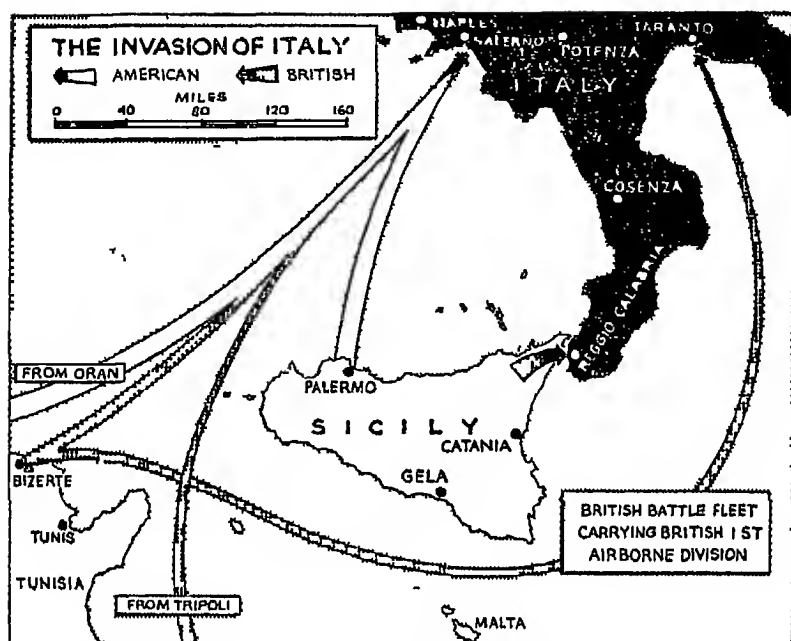 THE INVASION OF ITALY
AMERICAN BRITISH
MILES
0 40 80 120 160
NAPLES
SALERNO
POTENZA
TARANTO
ITALY
COSENZA
REGGIO CALABRIA
FROM ORAN
PALERMO
SICILY
CATANIA
GELA
BIZERTE
TUNIS
TUNISIA
BRITISH BATTLE FLEET
CARRYING BRITISH 1ST
AIRBORNE DIVISION
FROM TRIPOLI
MALTA